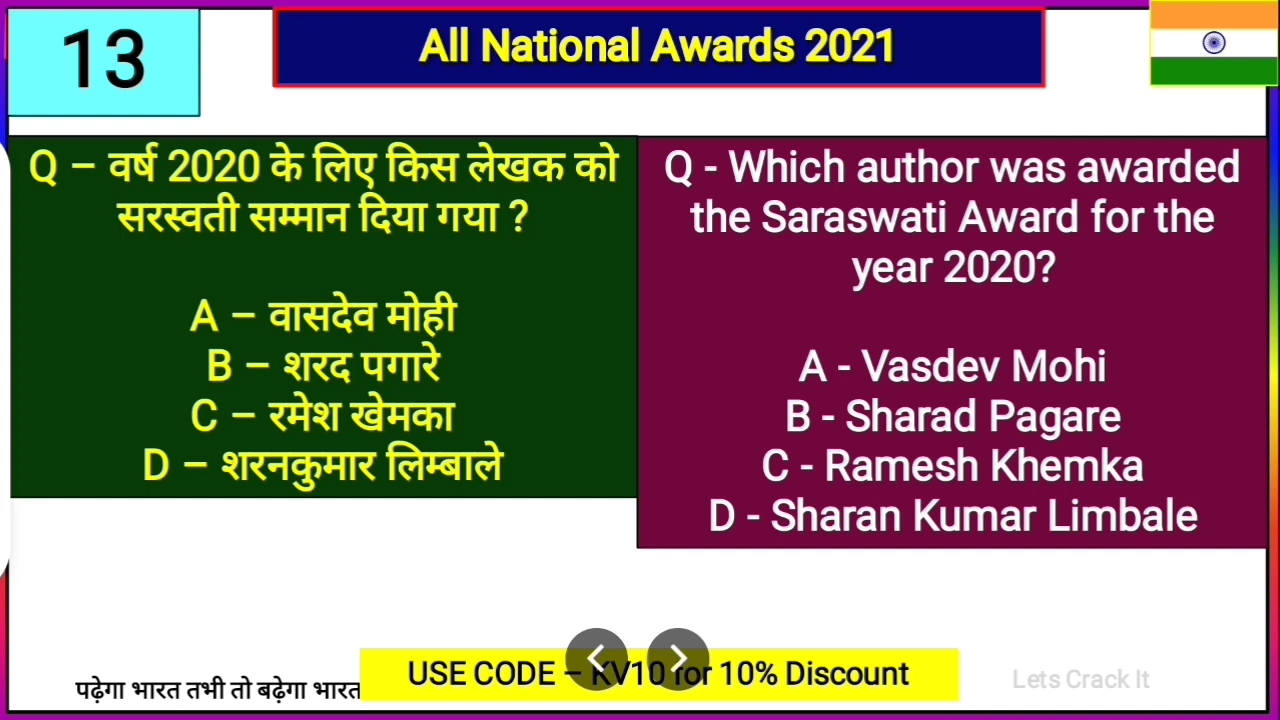 13
All National Awards 2021
Q – वर्ष 2020 के लिए किस लेखक को
सरस्वती सम्मान दिया गया ?
A – वासदेव मोही
B – शरद पगारे
C – रमेश खेमका
D – शरनकुमार लिम्बाले
Q - Which author was awarded
the Saraswati Award for the
year 2020?
A - Vasdev Mohi
B - Sharad Pagare
C - Ramesh Khemka
D - Sharan Kumar Limbale
पढ़ेगा भारत तभी तो बढ़ेगा भारत
USE CODE – KV10 for 10% Discount
Lets Crack It